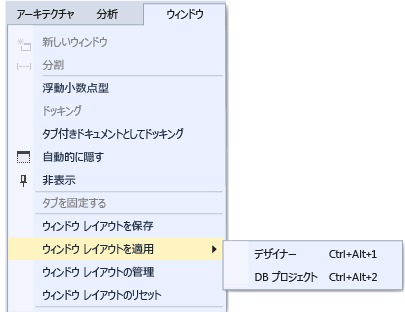 アーキテクチャ 分析 ウィンドウ
新しいウィンドウ
分割
浮動小数点型
ドッキング
タブ付きドキュメントとしてドッキング
自動的に隠す
非表示
タブを固定する
ウィンドウ レイアウトを保存
ウィンドウ レイアウトを適用
デザイナー Ctrl+Alt+1
DB プロジェクト Ctrl+Alt+2
ウィンドウ レイアウトの管理
ウィンドウ レイアウトのリセット